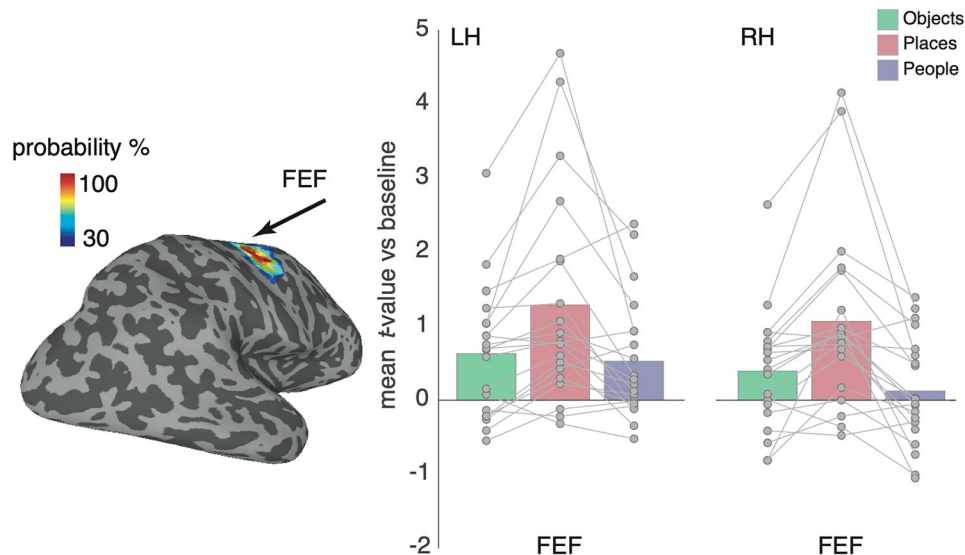 probability %
100
30
FEF
mean t-value vs baseline
5
4
3
2
1
0
-1
-2
LH
FEF
RH
FEF
Objects
Places
People